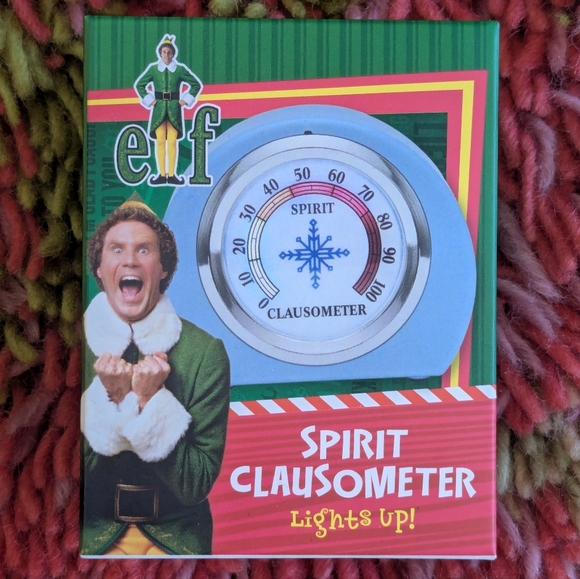 elf
50
40 60
30 70
SPIRIT
20 80
10 90
0 100
CLAUSOMETER
SPIRIT
CLAUSOMETER
Lights Up!